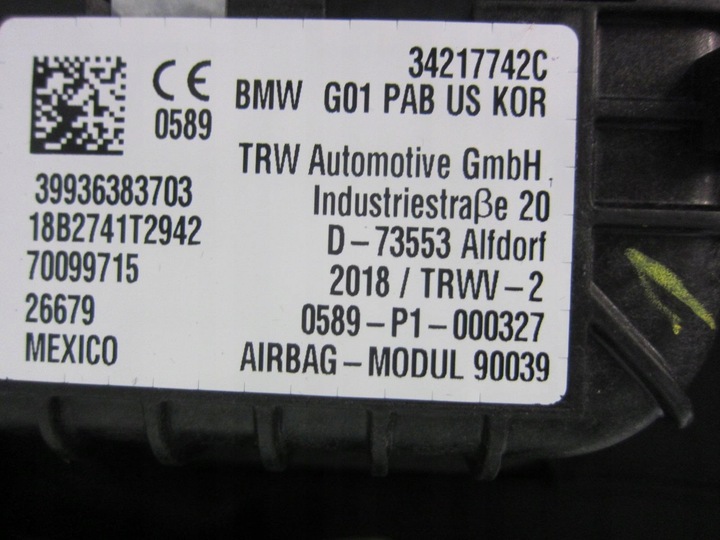 34217742C
CE
0589
BMW G01 PAB US KOR
39936383703
18B2741T2942
70099715
26679
MEXICO
TRW Automotive GmbH
Industriestraße 20
D-73553 Alfdorf
2018 / TRWV-2
0589-P1-000327
AIRBAG-MODUL 90039